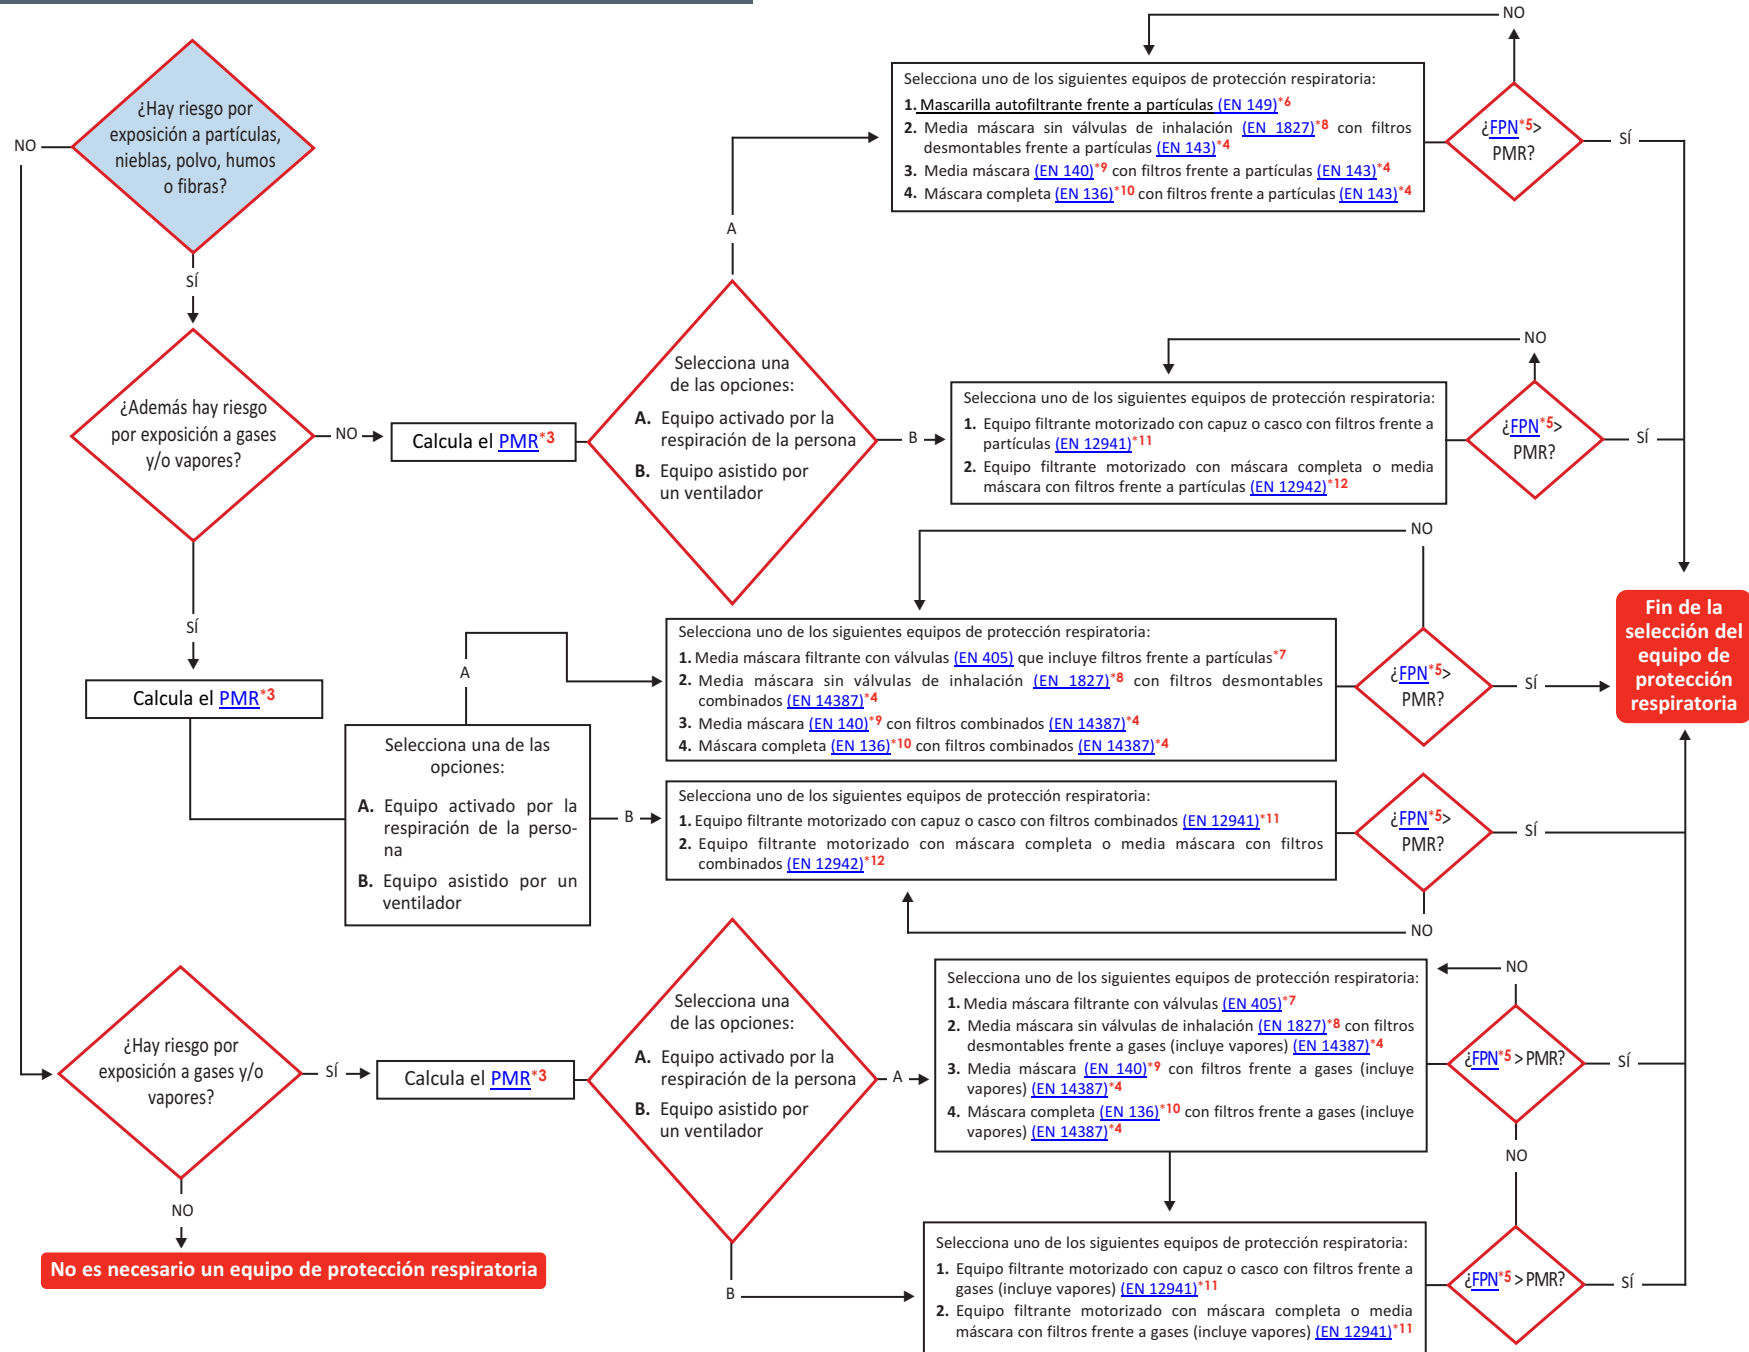 ¿Hay riesgo por
exposición a partículas,
nieblas, polvo, humos
o fibras?
NO
SÍ
¿Además hay riesgo
por exposición a gases
y/o vapores?
NO
Calcula el PMR*3
Selecciona una
de las opciones:
A. Equipo activado por la
respiración de la persona
B. Equipo asistido por
un ventilador
A
Selecciona uno de los siguientes equipos de protección respiratoria:
1. Mascarilla autofiltrante frente a partículas (EN 149)*6
2. Media máscara sin válvulas de inhalación (EN 1827)*8 con filtros
desmontables frente a partículas (EN 143)*4
3. Media máscara (EN 140)*9 con filtros frente a partículas (EN 143)*4
4. Máscara completa (EN 136)*10 con filtros frente a partículas (EN 143)*4
NO
¿FPN*5>
PMR?
SÍ
B
Selecciona uno de los siguientes equipos de protección respiratoria:
1. Equipo filtrante motorizado con capuz o casco con filtros frente a
partículas (EN 12941)*11
2. Equipo filtrante motorizado con máscara completa o media
máscara con filtros frente a partículas (EN 12942)*12
NO
¿FPN*5>
PMR?
SÍ
SÍ
Calcula el PMR*3
Selecciona una de las
opciones:
A. Equipo activado por la
respiración de la perso-
na
B. Equipo asistido por un
ventilador
A
Selecciona uno de los siguientes equipos de protección respiratoria:
1. Media máscara filtrante con válvulas (EN 405) que incluye filtros frente a partículas*7
2. Media máscara sin válvulas de inhalación (EN 1827)*8 con filtros desmontables
combinados (EN 14387)*4
3. Media máscara (EN 140)*9 con filtros combinados (EN 14387)*4
4. Máscara completa (EN 136)*10 con filtros combinados (EN 14387)*4
NO
¿FPN*5>
PMR?
SÍ
Fin de la
selección del
equipo de
protección
respiratoria
B
Selecciona uno de los siguientes equipos de protección respiratoria:
1. Equipo filtrante motorizado con capuz o casco con filtros combinados (EN 12941)*11
2. Equipo filtrante motorizado con máscara completa o media máscara con filtros
combinados (EN 12942)*12
¿FPN*5>
PMR?
SÍ
NO
¿Hay riesgo por
exposición a gases y/o
vapores?
SÍ
Calcula el PMR*3
NO
No es necesario un equipo de protección respiratoria
Selecciona una
de las opciones:
A. Equipo activado por la
respiración de la persona
B. Equipo asistido por
un ventilador
A
Selecciona uno de los siguientes equipos de protección respiratoria:
1. Media máscara filtrante con válvulas (EN 405)*7
2. Media máscara sin válvulas de inhalación (EN 1827)*8 con filtros
desmontables frente a gases (incluye vapores) (EN 14387)*4
3. Media máscara (EN 140)*9 con filtros frente a gases (incluye
vapores) (EN 14387)*4
4. Máscara completa (EN 136)*10 con filtros frente a gases (incluye
vapores) (EN 14387)*4
NO
¿FPN*5 > PMR?
SÍ
NO
B
Selecciona uno de los siguientes equipos de protección respiratoria:
1. Equipo filtrante motorizado con capuz o casco con filtros frente a
gases (incluye vapores) (EN 12941)*11
2. Equipo filtrante motorizado con máscara completa o media
máscara con filtros frente a gases (incluye vapores) (EN 12941)*11
¿FPN*5 > PMR?
SÍ